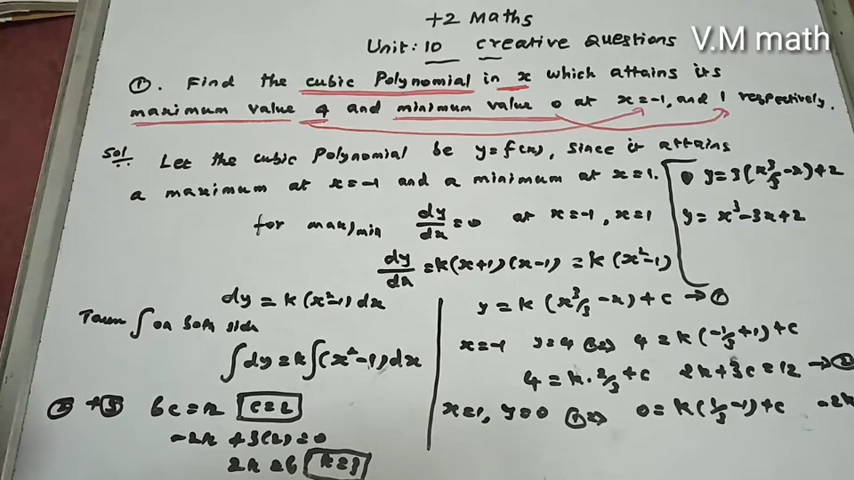 +2 Maths
Unit: 10 creative Questions
V.M math
①. Find the cubic Polynomial in x which attains its
maximum value 4 and minimum value 0 at x=-1, and 1 respectively.
Sol Let the cubic Polynomial be y=f(x), since it attains
a maximum at x=-1 and a minimum at x=1.
for max/min dy/dx=0 at x=-1, x=1
dy/dx=k(x+1)(x-1) = k(x²-1)
y=3(x³/3-x)+2
y=x³-3x+2
dy=k(x²-1)dx
Taken ∫ on both side
∫dy=k∫(x²-1)dx
② + ③ 6c=12 c=2
-2k+3(2)=0
2k=6 k=3
y=k(x³/3-x)+c →①
x=-1 y=4 ①=> 4=k(-1/3+1)+c
4=k.2/3+c 2k+3c=12 →②
x=1, y=0 ①=> 0=k(1/3-1)+c -2k